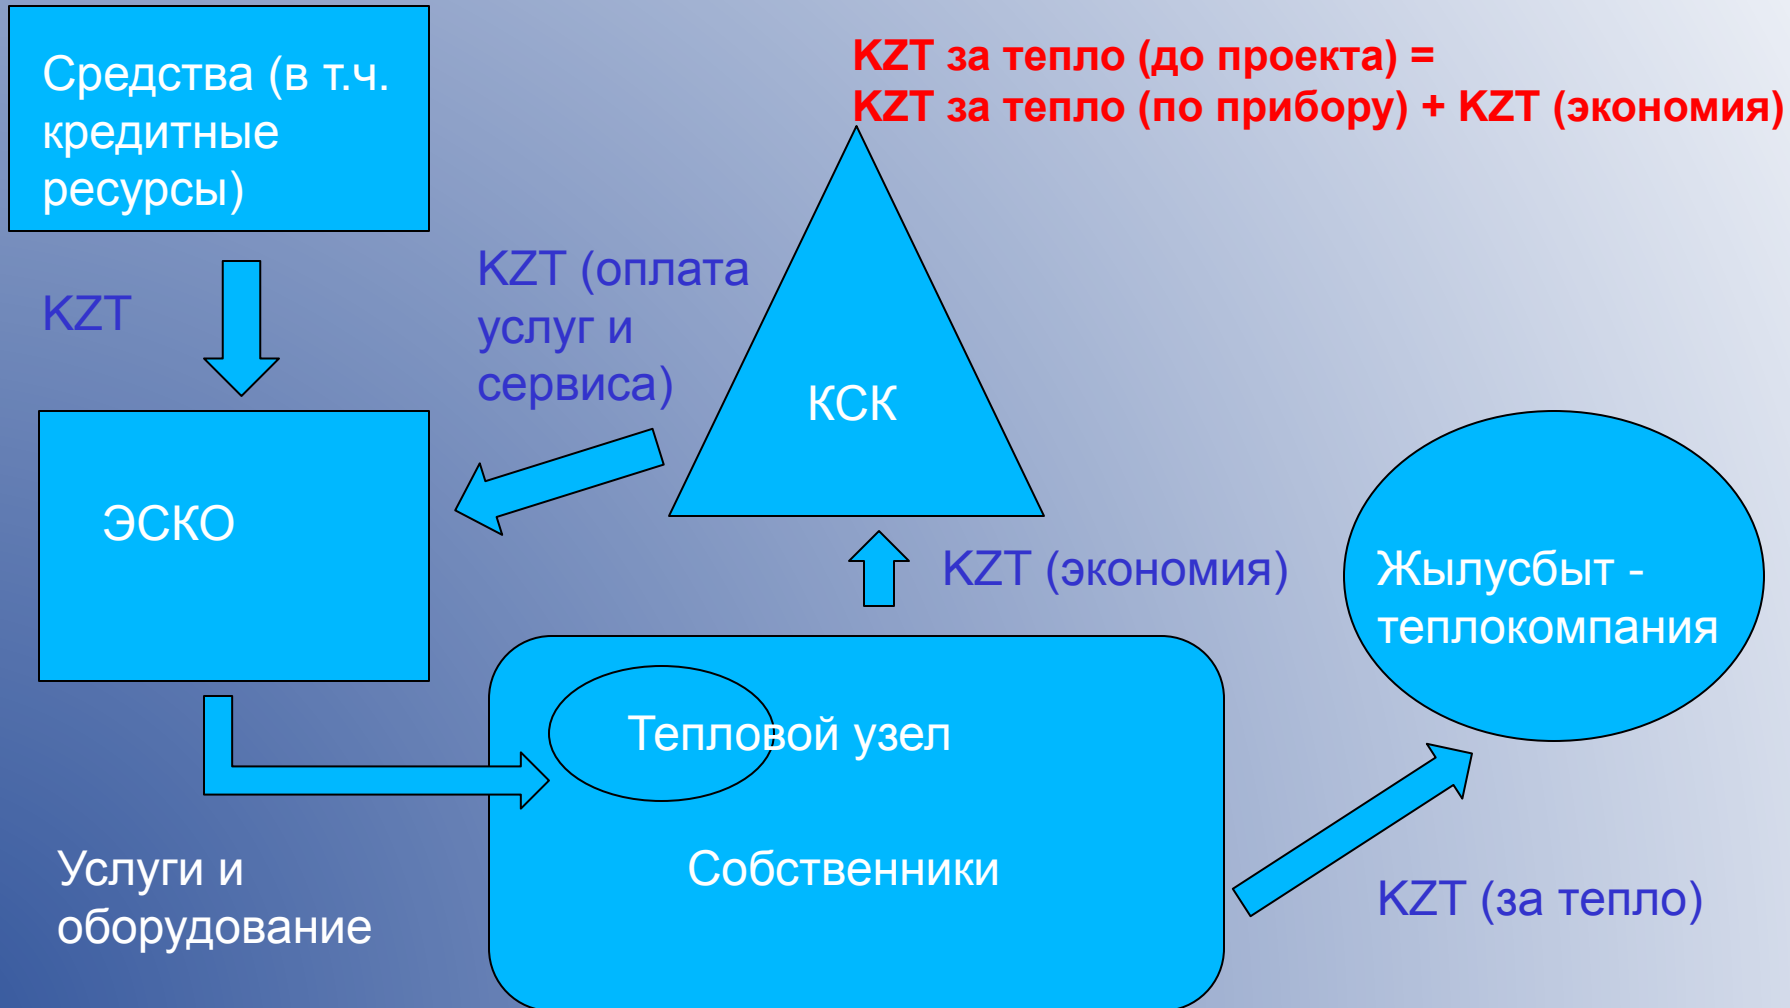 Средства (в т.ч.
кредитные
ресурсы)
KZT за тепло (до проекта) =
KZT за тепло (по прибору) + KZT (экономия)
KZT
KZT (оплата
услуг и
сервиса)
КСК
ЭСКО
KZT (экономия)
Жылусбыт -
теплокомпания
Тепловой узел
Собственники
Услуги и
оборудование
KZT (за тепло)